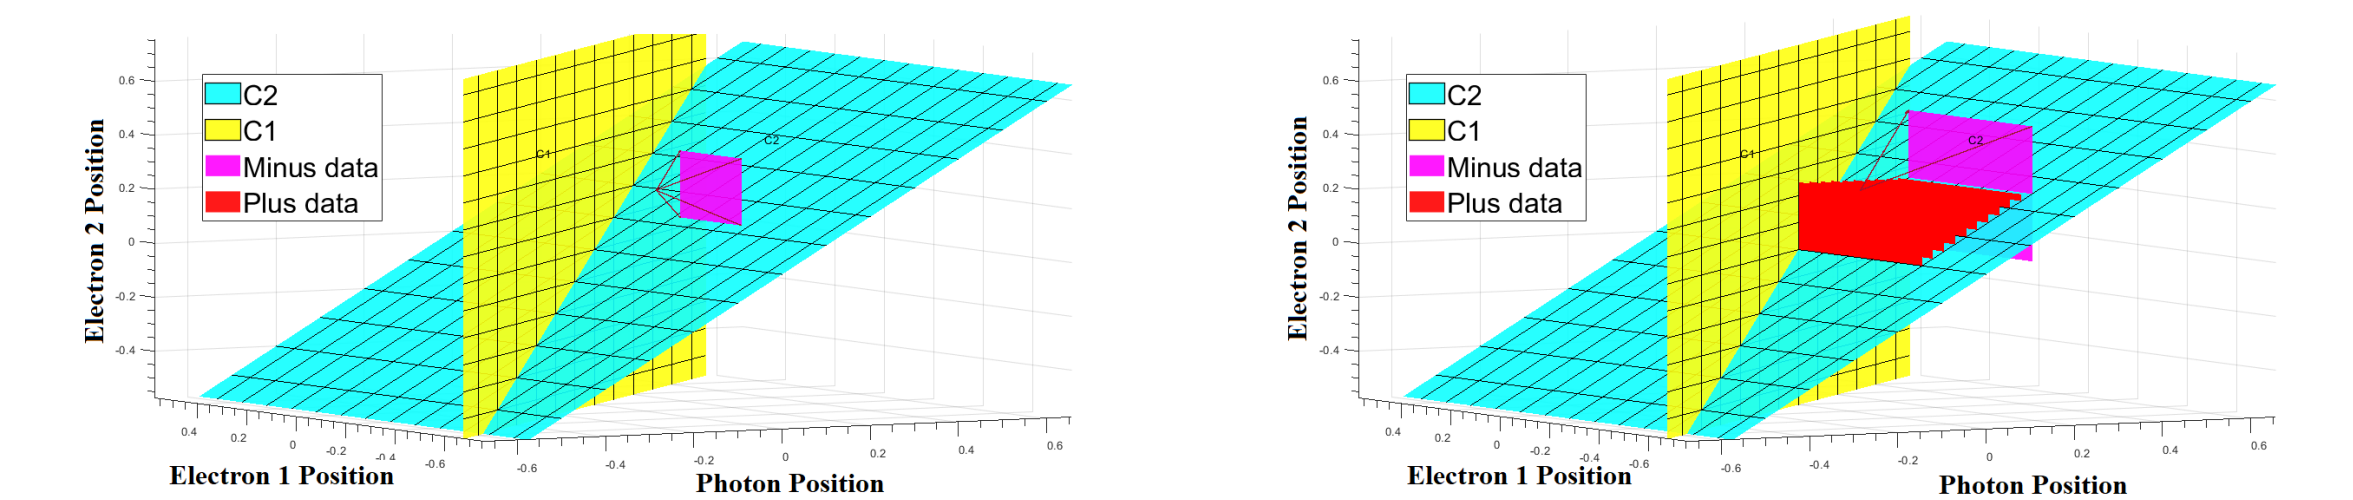 Electron 2 Position
0.6
0.4
0.2
0
-0.2
-0.4
C2
C1
Minus data
Plus data
C1
C2
0.4
0.2
0
-0.2
-0.4
-0.6
Electron 1 Position
-0.6
-0.4
-0.2
0
0.2
0.4
0.6
Photon Position
Electron 2 Position
0.6
0.4
0.2
0
-0.2
-0.4
C2
C1
Minus data
Plus data
C1
C2
0.4
0.2
0
-0.2
-0.4
-0.6
Electron 1 Position
-0.6
-0.4
-0.2
0
0.2
0.4
0.6
Photon Position